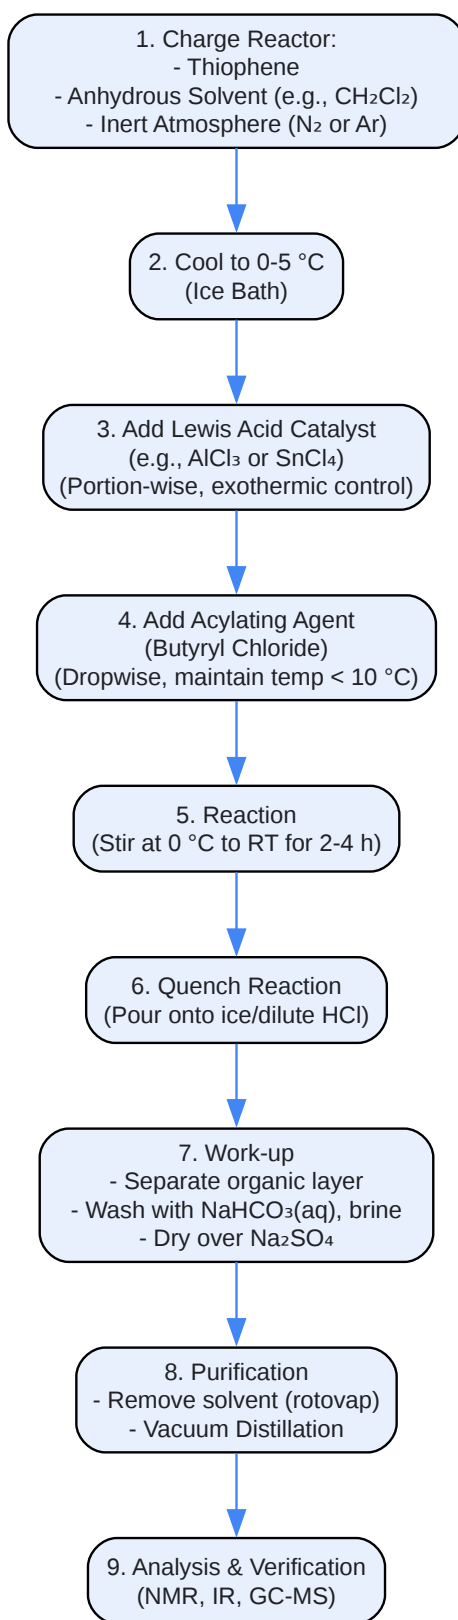 1. Charge Reactor:
- Thiophene
- Anhydrous Solvent (e.g., CH₂Cl₂)
- Inert Atmosphere (N₂ or Ar)
2. Cool to 0-5 °C
(Ice Bath)
3. Add Lewis Acid Catalyst
(e.g., AlCl₃ or SnCl₄)
(Portion-wise, exothermic control)
4. Add Acylating Agent
(Butyryl Chloride)
(Dropwise, maintain temp < 10 °C)
5. Reaction
(Stir at 0 °C to RT for 2-4 h)
6. Quench Reaction
(Pour onto ice/dilute HCl)
7. Work-up
- Separate organic layer
- Wash with NaHCO₃(aq), brine
- Dry over Na₂SO₄
8. Purification
- Remove solvent (rotovap)
- Vacuum Distillation
9. Analysis & Verification
(NMR, IR, GC-MS)